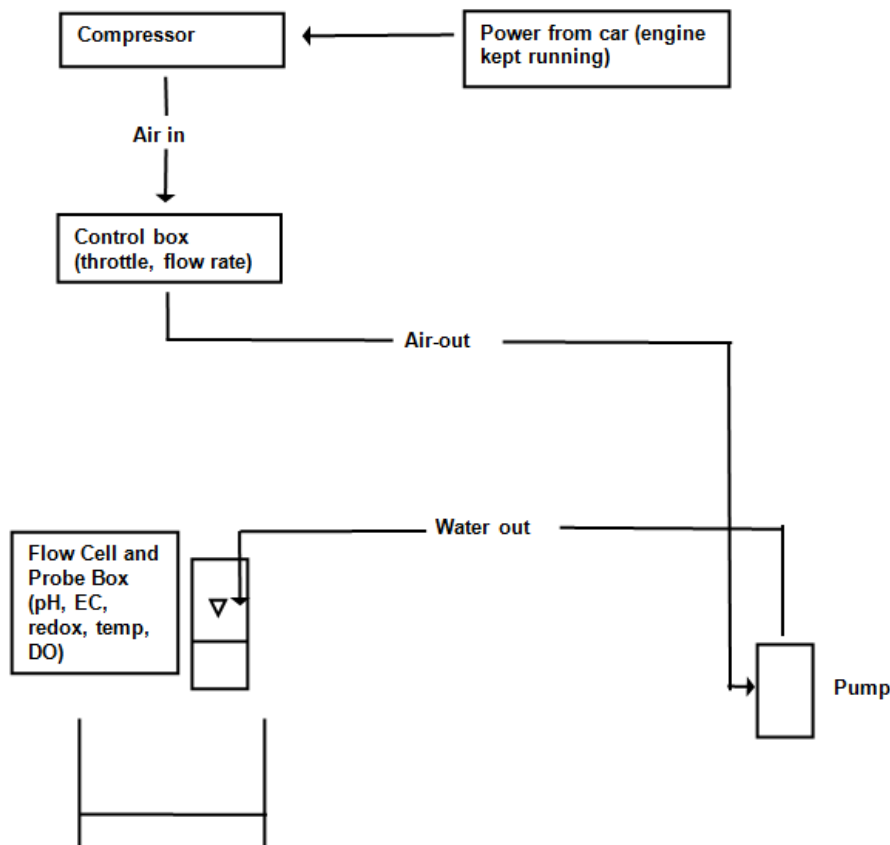 Compressor
Power from car (engine
kept running)
Air in
Control box
(throttle, flow rate)
Air-out
Water out
Flow Cell and
Probe Box
(pH, EC,
redox, temp,
DO)
Pump